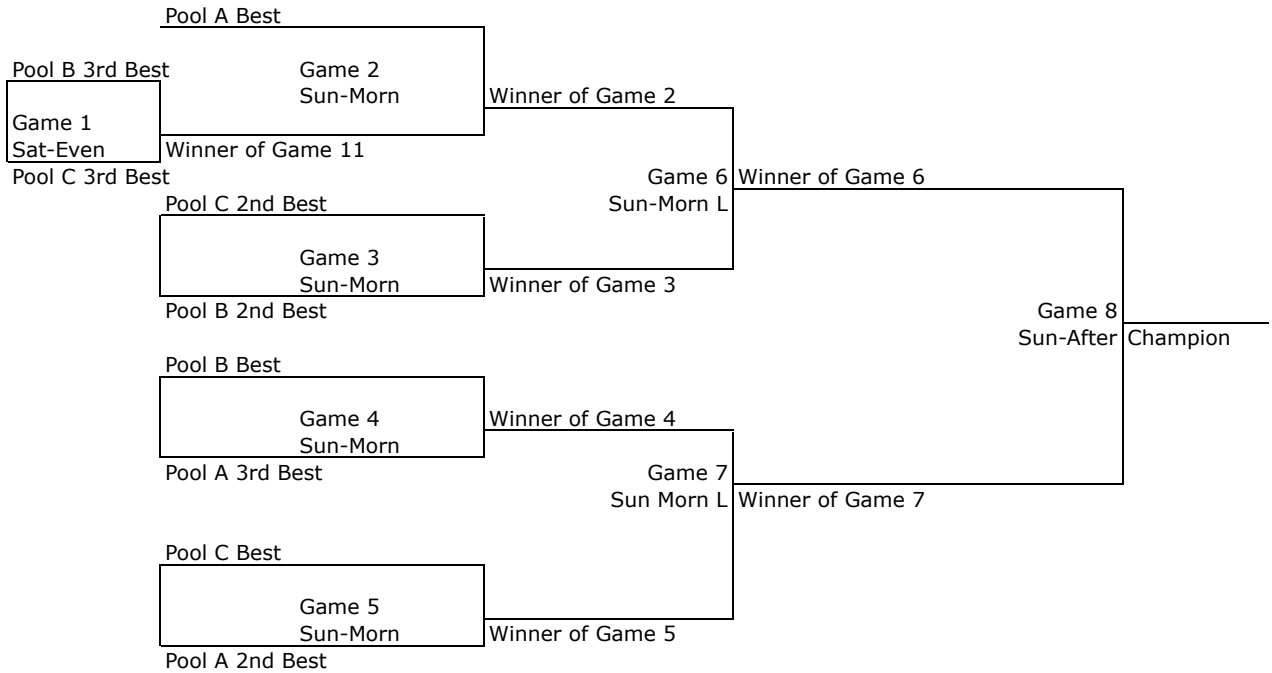 Pool A Best
Pool B 3rd Best
Game 2
Sun-Morn
Winner of Game 2
Game 1
Sat-Even
Winner of Game 11
Pool C 3rd Best
Game 6
Winner of Game 6
Sun-Morn L
Pool C 2nd Best
Game 3
Sun-Morn
Winner of Game 3
Pool B 2nd Best
Game 8
Sun-After
Champion
Pool B Best
Game 4
Winner of Game 4
Sun-Morn
Pool A 3rd Best
Game 7
Sun Morn L
Winner of Game 7
Pool C Best
Game 5
Sun-Morn
Winner of Game 5
Pool A 2nd Best